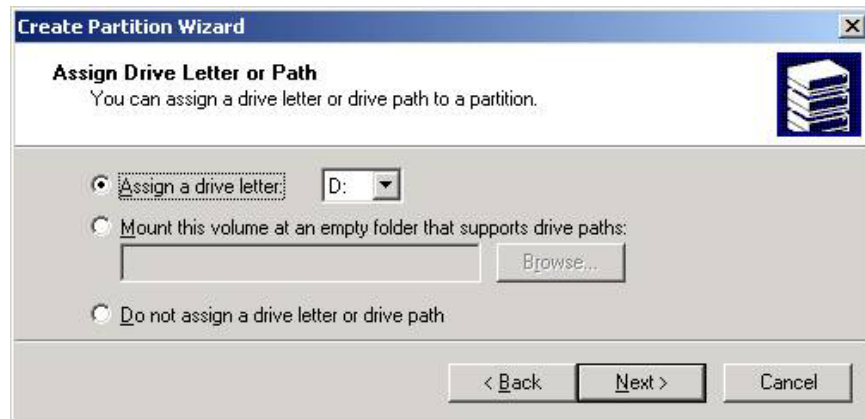 Create Partition Wizard
Assign Drive Letter or Path
You can assign a drive letter or drive path to a partition.
Assign a drive letter: D:
Mount this volume at an empty folder that supports drive paths:
Browse...
Do not assign a drive letter or drive path
< Back Next > Cancel